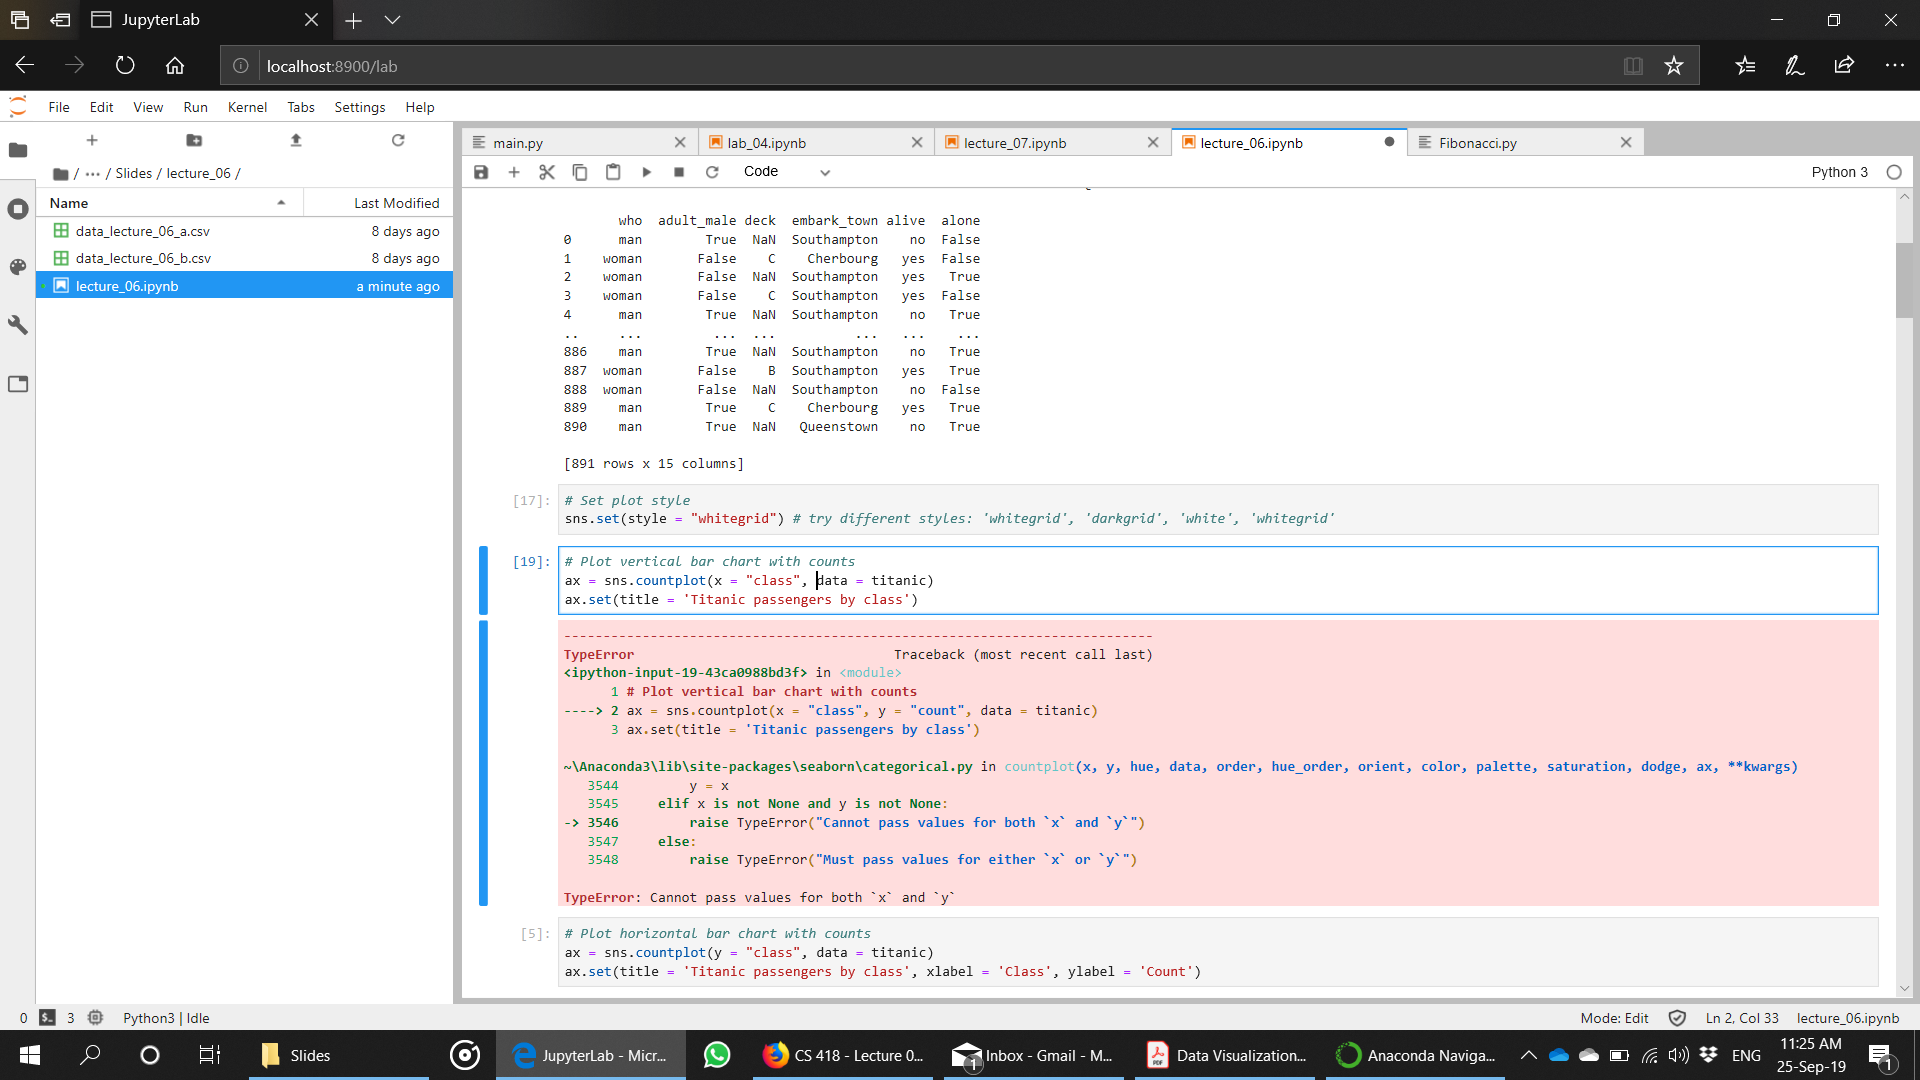 JupyterLab
localhost:8900/lab
File Edit View Run Kernel Tabs Settings Help
main.py lab_04.ipynb lecture_07.ipynb lecture_06.ipynb Fibonacci.py
/ ··· / Slides / lecture_06 /
Code Python 3
Name Last Modified
data_lecture_06_a.csv 8 days ago
data_lecture_06_b.csv 8 days ago
lecture_06.ipynb a minute ago
who adult_male deck embark_town alive alone
0 man True NaN Southampton no False
1 woman False C Cherbourg yes False
2 woman False NaN Southampton yes True
3 woman False C Southampton yes False
4 man True NaN Southampton no True
.. ... ... ... ... ... ...
886 man True NaN Southampton no True
887 woman False B Southampton yes True
888 woman False NaN Southampton no False
889 man True C Cherbourg yes True
890 man True NaN Queenstown no True
[891 rows x 15 columns]
[17]: # Set plot style
sns.set(style = "whitegrid") # try different styles: 'whitegrid', 'darkgrid', 'white', 'whitegrid'
[19]: # Plot vertical bar chart with counts
ax = sns.countplot(x = "class", data = titanic)
ax.set(title = 'Titanic passengers by class')
---------------------------------------------------------------------------
TypeError Traceback (most recent call last)
<ipython-input-19-43ca0988bd3f> in <module>
1 # Plot vertical bar chart with counts
----> 2 ax = sns.countplot(x = "class", y = "count", data = titanic)
3 ax.set(title = 'Titanic passengers by class')
~\Anaconda3\lib\site-packages\seaborn\categorical.py in countplot(x, y, hue, data, order, hue_order, orient, color, palette, saturation, dodge, ax, **kwargs)
3544 y = x
3545 elif x is not None and y is not None:
-> 3546 raise TypeError("Cannot pass values for both `x` and `y`")
3547 else:
3548 raise TypeError("Must pass values for either `x` or `y`")
TypeError: Cannot pass values for both `x` and `y`
[5]: # Plot horizontal bar chart with counts
ax = sns.countplot(y = "class", data = titanic)
ax.set(title = 'Titanic passengers by class', xlabel = 'Class', ylabel = 'Count')
0 $_ 3 Python3 | Idle Mode: Edit Ln 2, Col 33 lecture_06.ipynb
Slides JupyterLab - Micr... CS 418 - Lecture 0... 1 Inbox - Gmail - M... PDF Data Visualization... Anaconda Naviga... ENG 11:25 AM 1
25-Sep-19